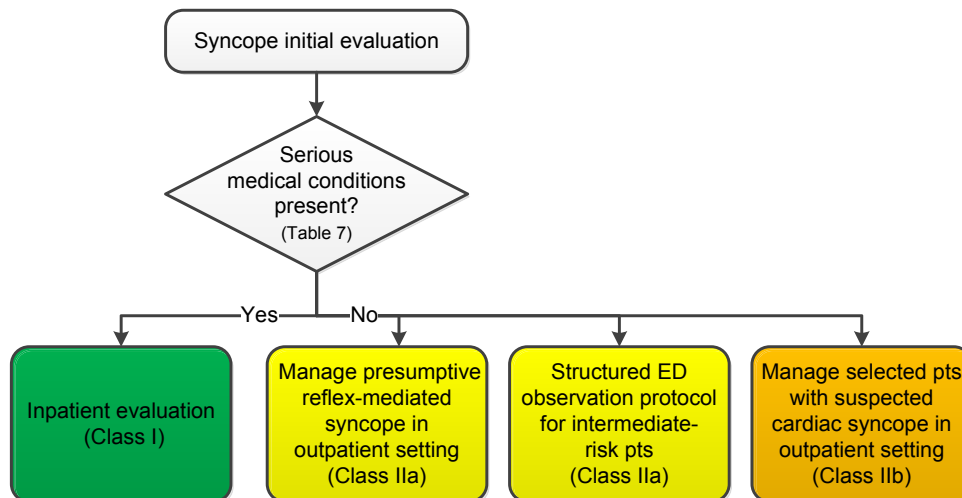 Syncope initial evaluation
Serious
medical conditions
present?
(Table 7)
Yes
No
Inpatient evaluation
(Class I)
Manage presumptive
reflex-mediated
syncope in
outpatient setting
(Class IIa)
Structured ED
observation protocol
for intermediate-
risk pts
(Class IIa)
Manage selected pts
with suspected
cardiac syncope in
outpatient setting
(Class IIb)